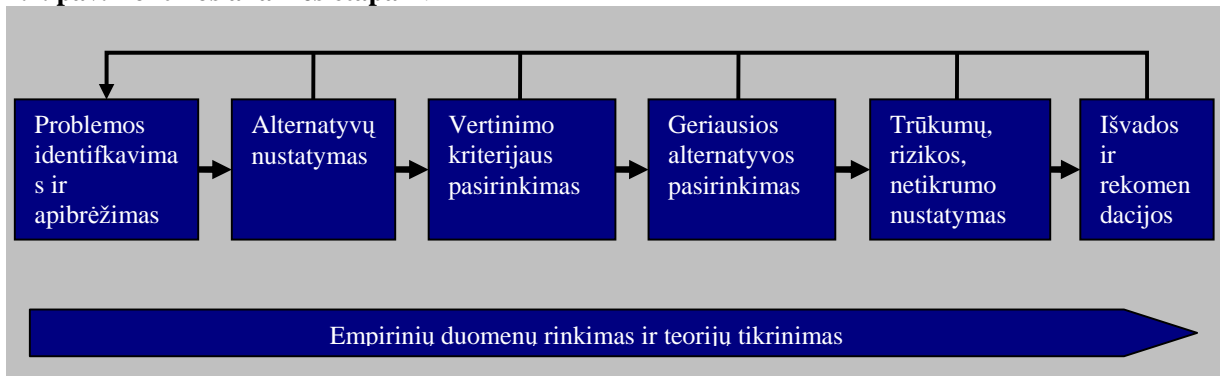 Problemos
identifkavima
s ir
apibrėžimas
Alternatyvų
nustatymas
Vertinimo
kriterijaus
pasirinkimas
Geriausios
alternatyvos
pasirinkimas
Trūkumų,
rizikos,
netikrumo
nustatymas
Išvados
ir
rekomen
dacijos
Empirinių duomenų rinkimas ir teorijų tikrinimas